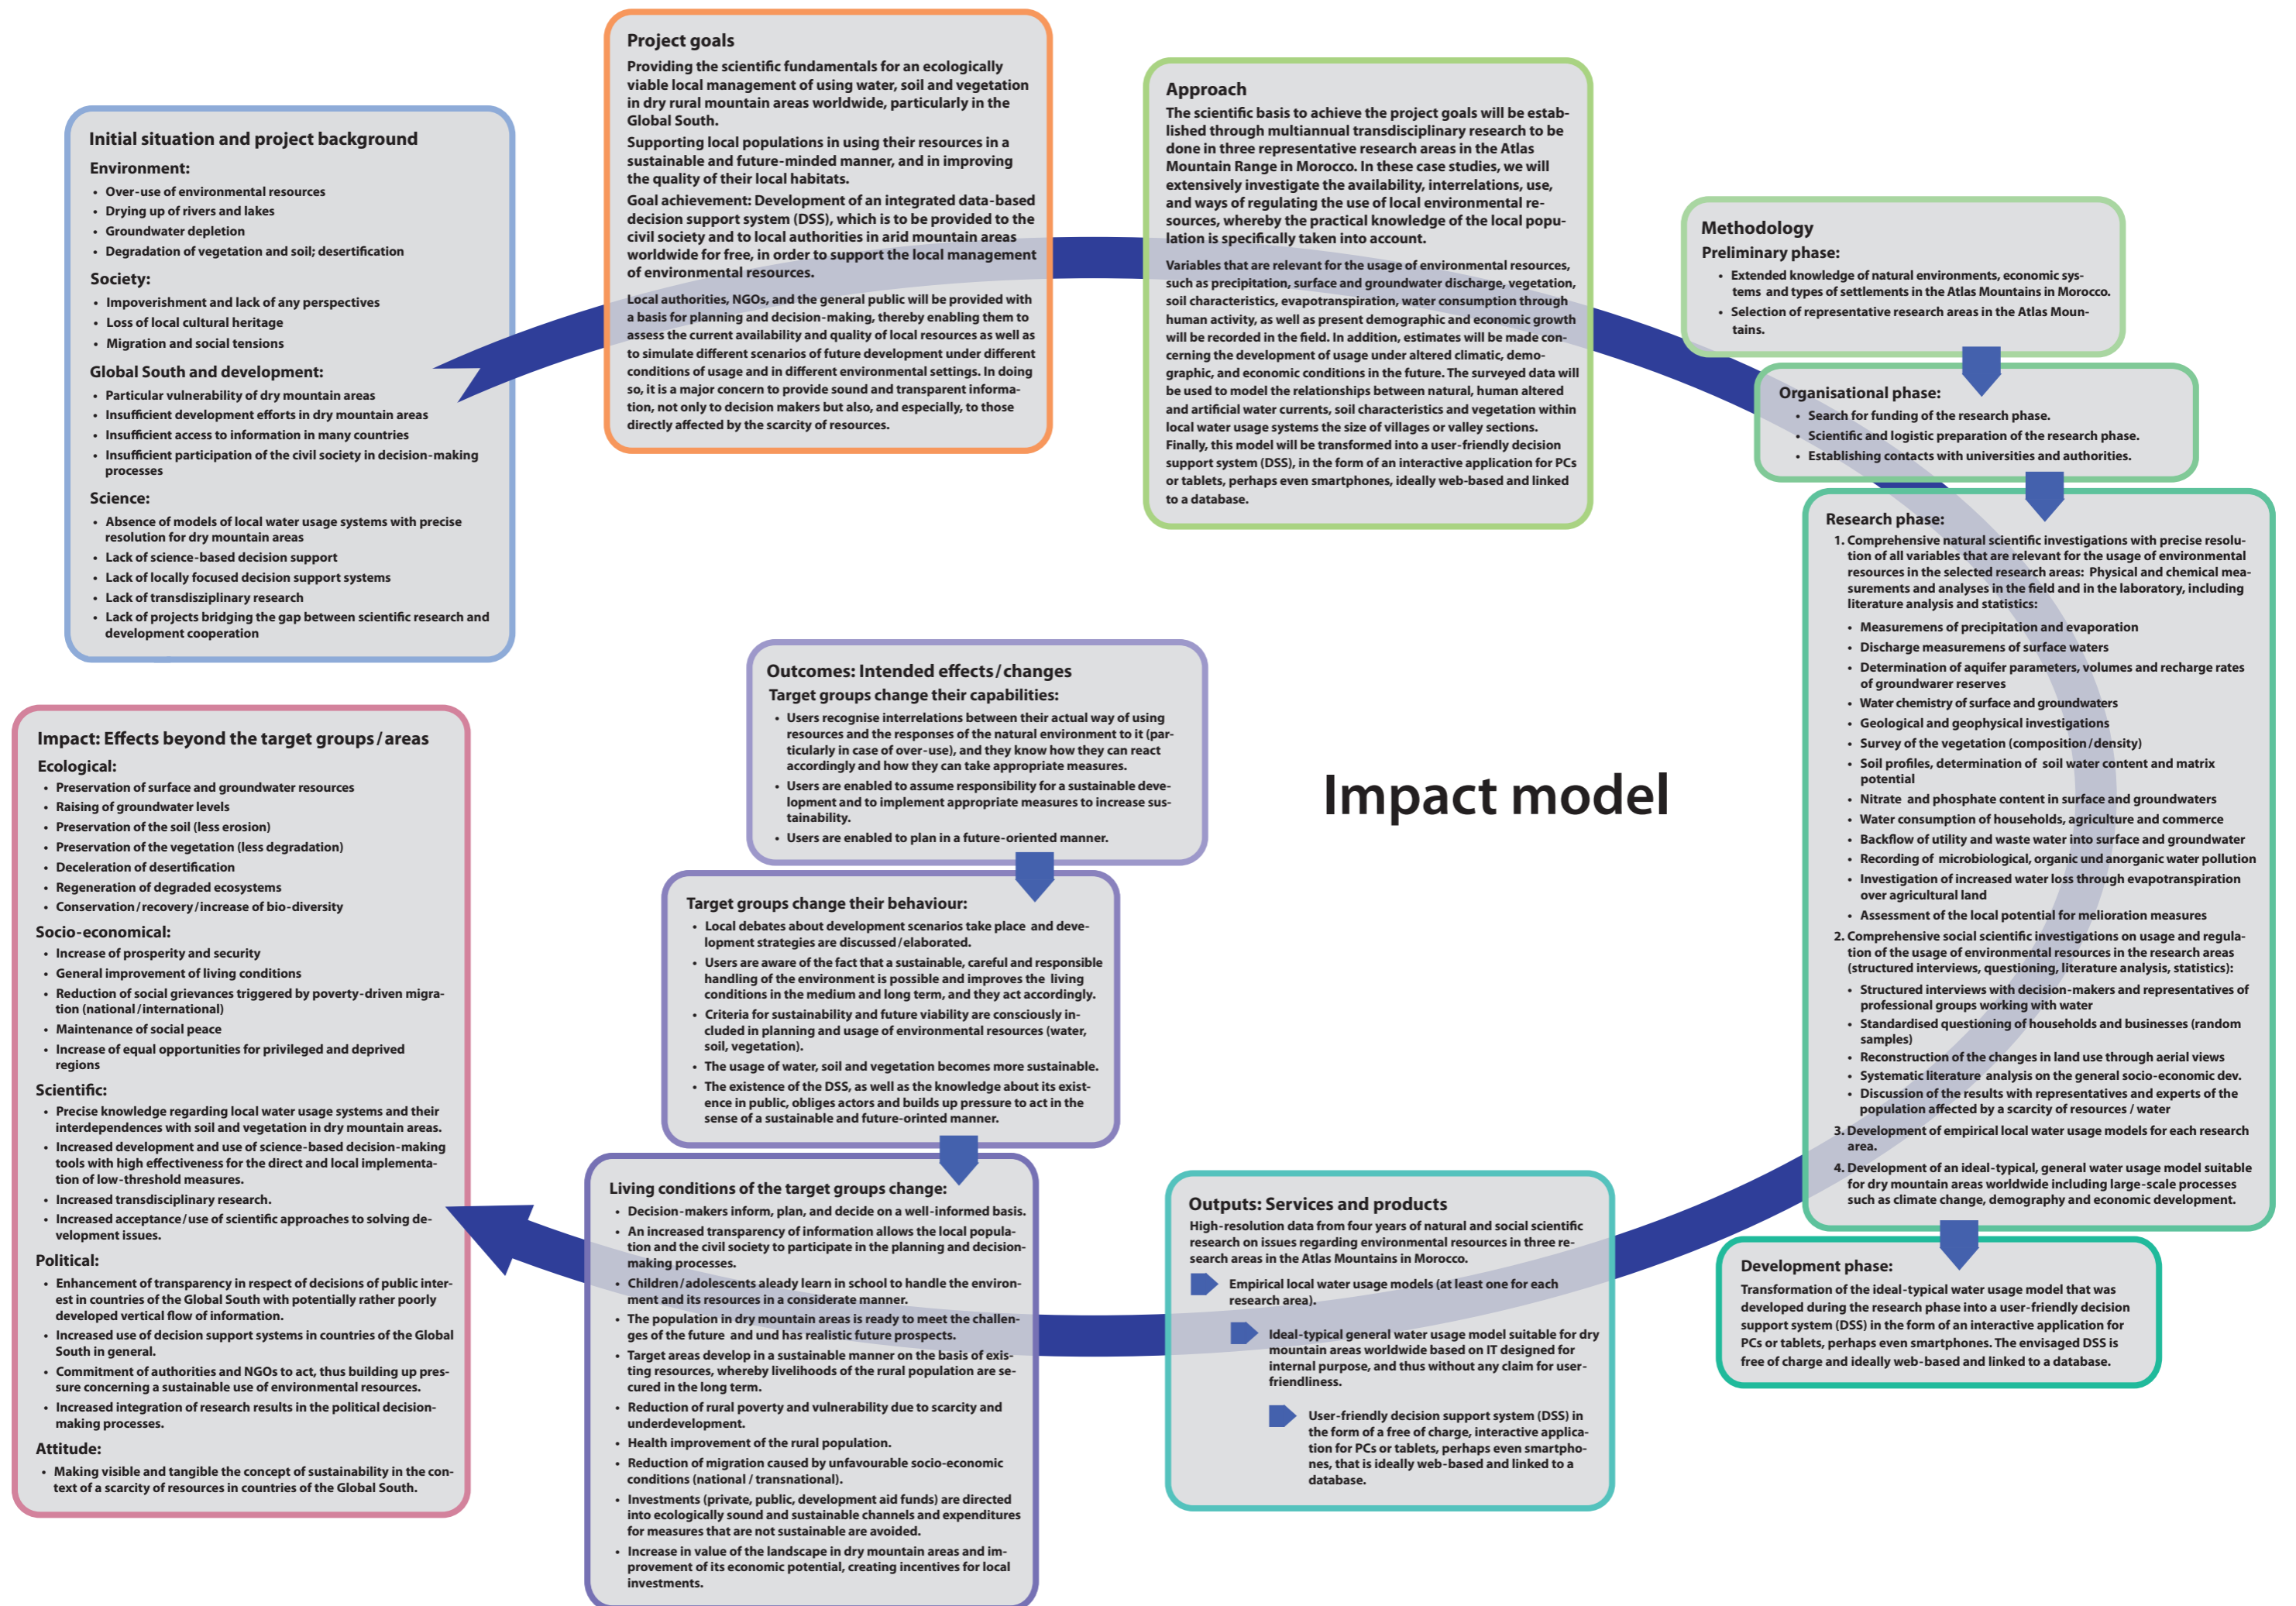 Initial situation and project background
Environment:
• Over-use of environmental resources
• Drying up of rivers and lakes
• Groundwater depletion
• Degradation of vegetation and soil; desertification
Society:
• Impoverishment and lack of any perspectives
• Loss of local cultural heritage
• Migration and social tensions
Global South and development:
• Particular vulnerability of dry mountain areas
• Insufficient development efforts in dry mountain areas
• Insufficient access to information in many countries
• Insufficient participation of the civil society in decision-making
processes
Science:
• Absence of models of local water usage systems with precise
resolution for dry mountain areas
• Lack of science-based decision support
• Lack of locally focused decision support systems
• Lack of transdisziplinary research
• Lack of projects bridging the gap between scientific research and
development cooperation
Project goals
Providing the scientific fundamentals for an ecologically
viable local management of using water, soil and vegetation
in dry rural mountain areas worldwide, particularly in the
Global South.
Supporting local populations in using their resources in a
sustainable and future-minded manner, and in improving
the quality of their local habitats.
Goal achievement: Development of an integrated data-based
decision support system (DSS), which is to be provided to the
civil society and to local authorities in arid mountain areas
worldwide for free, in order to support the local management
of environmental resources.
Local authorities, NGOs, and the general public will be provided with
a basis for planning and decision-making, thereby enabling them to
assess the current availability and quality of local resources as well as
to simulate different scenarios of future development under different
conditions of usage and in different environmental settings. In doing
so, it is a major concern to provide sound and transparent informa-
tion, not only to decision makers but also, and especially, to those
directly affected by the scarcity of resources.
Approach
The scientific basis to achieve the project goals will be estab-
lished through multiannual transdisciplinary research to be
done in three representative research areas in the Atlas
Mountain Range in Morocco. In these case studies, we will
extensively investigate the availability, interrelations, use,
and ways of regulating the use of local environmental re-
sources, whereby the practical knowledge of the local popu-
lation is specifically taken into account.
Variables that are relevant for the usage of environmental resources,
such as precipitation, surface and groundwater discharge, vegetation,
soil characteristics, evapotranspiration, water consumption through
human activity, as well as present demographic and economic growth
will be recorded in the field. In addition, estimates will be made con-
cerning the development of usage under altered climatic, demo-
graphic, and economic conditions in the future. The surveyed data will
be used to model the relationships between natural, human altered
and artificial water currents, soil characteristics and vegetation within
local water usage systems the size of villages or valley sections.
Finally, this model will be transformed into a user-friendly decision
support system (DSS), in the form of an interactive application for PCs
or tablets, perhaps even smartphones, ideally web-based and linked
to a database.
Methodology
Preliminary phase:
• Extended knowledge of natural environments, economic sys-
tems and types of settlements in the Atlas Mountains in Morocco.
• Selection of representative research areas in the Atlas Moun-
tains.
Organisational phase:
• Search for funding of the research phase.
• Scientific and logistic preparation of the research phase.
• Establishing contacts with universities and authorities.
Research phase:
1. Comprehensive natural scientific investigations with precise resolu-
tion of all variables that are relevant for the usage of environmental
resources in the selected research areas: Physical and chemical mea-
surements and analyses in the field and in the laboratory, including
literature analysis and statistics:
• Measuremens of precipitation and evaporation
• Discharge measuremens of surface waters
• Determination of aquifer parameters, volumes and recharge rates
of groundwarer reserves
• Water chemistry of surface and groundwaters
• Geological and geophysical investigations
• Survey of the vegetation (composition/density)
• Soil profiles, determination of soil water content and matrix
potential
• Nitrate and phosphate content in surface and groundwaters
• Water consumption of households, agriculture and commerce
• Backflow of utility and waste water into surface and groundwater
• Recording of microbiological, organic und anorganic water pollution
• Investigation of increased water loss through evapotranspiration
over agricultural land
• Assessment of the local potential for melioration measures
2. Comprehensive social scientific investigations on usage and regula-
tion of the usage of environmental resources in the research areas
(structured interviews, questioning, literature analysis, statistics):
• Structured interviews with decision-makers and representatives of
professional groups working with water
• Standardised questioning of households and businesses (random
samples)
• Reconstruction of the changes in land use through aerial views
• Systematic literature analysis on the general socio-economic dev.
• Discussion of the results with representatives and experts of the
population affected by a scarcity of resources / water
3. Development of empirical local water usage models for each research
area.
4. Development of an ideal-typical, general water usage model suitable
for dry mountain areas worldwide including large-scale processes
such as climate change, demography and economic development.
Development phase:
Transformation of the ideal-typical water usage model that was
developed during the research phase into a user-friendly decision
support system (DSS) in the form of an interactive application for
PCs or tablets, perhaps even smartphones. The envisaged DSS is
free of charge and ideally web-based and linked to a database.
Impact model
Outputs: Services and products
High-resolution data from four years of natural and social scientific
research on issues regarding environmental resources in three re-
search areas in the Atlas Mountains in Morocco.
Empirical local water usage models (at least one for each
research area).
Ideal-typical general water usage model suitable for dry
mountain areas worldwide based on IT designed for
internal purpose, and thus without any claim for user-
friendliness.
User-friendly decision support system (DSS) in
the form of a free of charge, interactive applica-
tion for PCs or tablets, perhaps even smartpho-
nes, that is ideally web-based and linked to a
database.
Outcomes: Intended effects/changes
Target groups change their capabilities:
• Users recognise interrelations between their actual way of using
resources and the responses of the natural environment to it (par-
ticularly in case of over-use), and they know how they can react
accordingly and how they can take appropriate measures.
• Users are enabled to assume responsibility for a sustainable deve-
lopment and to implement appropriate measures to increase sus-
tainability.
• Users are enabled to plan in a future-oriented manner.
Target groups change their behaviour:
• Local debates about development scenarios take place and deve-
lopment strategies are discussed/elaborated.
• Users are aware of the fact that a sustainable, careful and responsible
handling of the environment is possible and improves the living
conditions in the medium and long term, and they act accordingly.
• Criteria for sustainability and future viability are consciously in-
cluded in planning and usage of environmental resources (water,
soil, vegetation).
• The usage of water, soil and vegetation becomes more sustainable.
• The existence of the DSS, as well as the knowledge about its exist-
ence in public, obliges actors and builds up pressure to act in the
sense of a sustainable and future-orinted manner.
Living conditions of the target groups change:
• Decision-makers inform, plan, and decide on a well-informed basis.
• An increased transparency of information allows the local popula-
tion and the civil society to participate in the planning and decision-
making processes.
• Children/adolescents aleady learn in school to handle the environ-
ment and its resources in a considerate manner.
• The population in dry mountain areas is ready to meet the challen-
ges of the future and und has realistic future prospects.
• Target areas develop in a sustainable manner on the basis of exis-
ting resources, whereby livelihoods of the rural population are se-
cured in the long term.
• Reduction of rural poverty and vulnerability due to scarcity and
underdevelopment.
• Health improvement of the rural population.
• Reduction of migration caused by unfavourable socio-economic
conditions (national / transnational).
• Investments (private, public, development aid funds) are directed
into ecologically sound and sustainable channels and expenditures
for measures that are not sustainable are avoided.
• Increase in value of the landscape in dry mountain areas and im-
provement of its economic potential, creating incentives for local
investments.
Impact: Effects beyond the target groups/areas
Ecological:
• Preservation of surface and groundwater resources
• Raising of groundwater levels
• Preservation of the soil (less erosion)
• Preservation of the vegetation (less degradation)
• Deceleration of desertification
• Regeneration of degraded ecosystems
• Conservation/recovery/increase of bio-diversity
Socio-economical:
• Increase of prosperity and security
• General improvement of living conditions
• Reduction of social grievances triggered by poverty-driven migra-
tion (national/international)
• Maintenance of social peace
• Increase of equal opportunities for privileged and deprived
regions
Scientific:
• Precise knowledge regarding local water usage systems and their
interdependences with soil and vegetation in dry mountain areas.
• Increased development and use of science-based decision-making
tools with high effectiveness for the direct and local implementa-
tion of low-threshold measures.
• Increased transdisciplinary research.
• Increased acceptance/use of scientific approaches to solving de-
velopment issues.
Political:
• Enhancement of transparency in respect of decisions of public inter-
est in countries of the Global South with potentially rather poorly
developed vertical flow of information.
• Increased use of decision support systems in countries of the Global
South in general.
• Commitment of authorities and NGOs to act, thus building up pres-
sure concerning a sustainable use of environmental resources.
• Increased integration of research results in the political decision-
making processes.
Attitude:
• Making visible and tangible the concept of sustainability in the con-
text of a scarcity of resources in countries of the Global South.